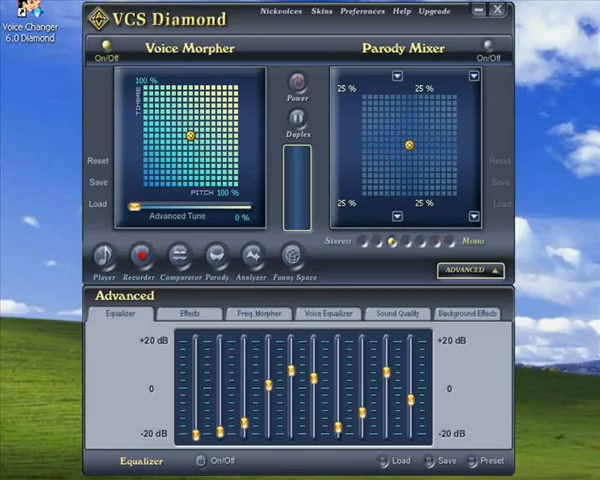 Voice Changer
6.0 Diamond
VCS Diamond
Nickvoices Skins Preferences Help Upgrade
On/Off
Voice Morpher
Parody Mixer
On/Off
100 %
TIMBRE
PITCH 100 %
Advanced Tune 0 %
Reset
Save
Load
Power
Duplex
25 % 25 %
25 % 25 %
Reset
Save
Load
Stereo Mono
Player Recorder Comparator Parody Analyzer Funny Space
ADVANCED
Advanced
Equalizer Effects Freq. Morpher Voice Equalizer Sound Quality Background Effects
+20 dB +20 dB
0 0
-20 dB -20 dB
Equalizer On/Off Load Save Preset